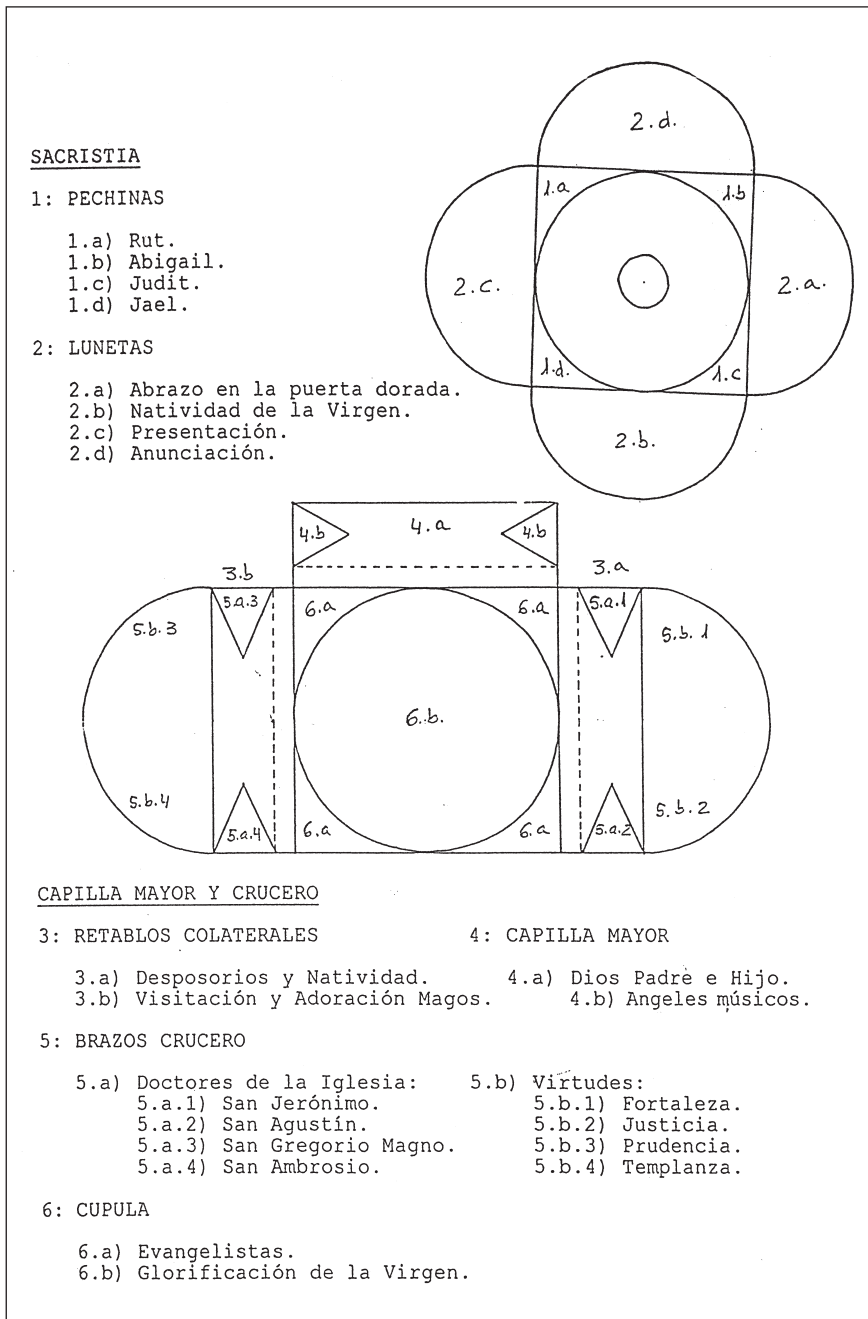 SACRISTIA
1: PECHINAS
1.a) Rut.
1.b) Abigail.
1.c) Judit.
1.d) Jael.
2: LUNETAS
2.a) Abrazo en la puerta dorada.
2.b) Natividad de la Virgen.
2.c) Presentación.
2.d) Anunciación.
2.d.
1.a 1.b
2.c. 2.a.
1.d. 1.c
2.b.
4.b 4.a 4.b
3.b 3.a
5.a.3 6.a 6.a 5.a.1
5.b.3 5.b.1
6.b.
5.b.4 5.b.2
5.a.4 6.a 6.a 5.a.2
CAPILLA MAYOR Y CRUCERO
3: RETABLOS COLATERALES
3.a) Desposorios y Natividad.
3.b) Visitación y Adoración Magos.
4: CAPILLA MAYOR
4.a) Dios Padre e Hijo.
4.b) Angeles músicos.
5: BRAZOS CRUCERO
5.a) Doctores de la Iglesia:
5.a.1) San Jerónimo.
5.a.2) San Agustín.
5.a.3) San Gregorio Magno.
5.a.4) San Ambrosio.
5.b) Virtudes:
5.b.1) Fortaleza.
5.b.2) Justicia.
5.b.3) Prudencia.
5.b.4) Templanza.
6: CUPULA
6.a) Evangelistas.
6.b) Glorificación de la Virgen.